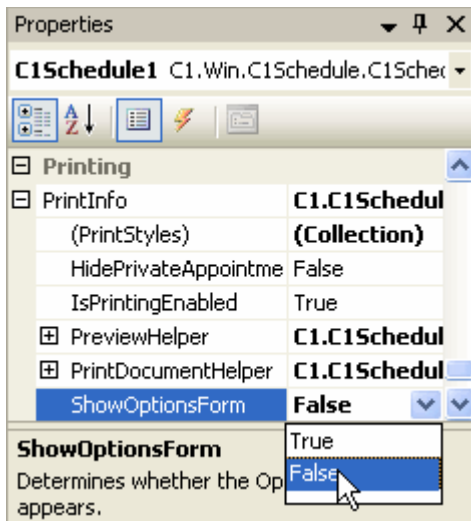 Properties
C1Schedule1 C1.Win.C1Schedule.C1Sche
Printing
PrintInfo C1.C1Schedul
(PrintStyles) (Collection)
HidePrivateAppointme False
IsPrintingEnabled True
PreviewHelper C1.C1Schedul
PrintDocumentHelper C1.C1Schedul
ShowOptionsForm False
True
False
ShowOptionsForm
Determines whether the Op
appears.